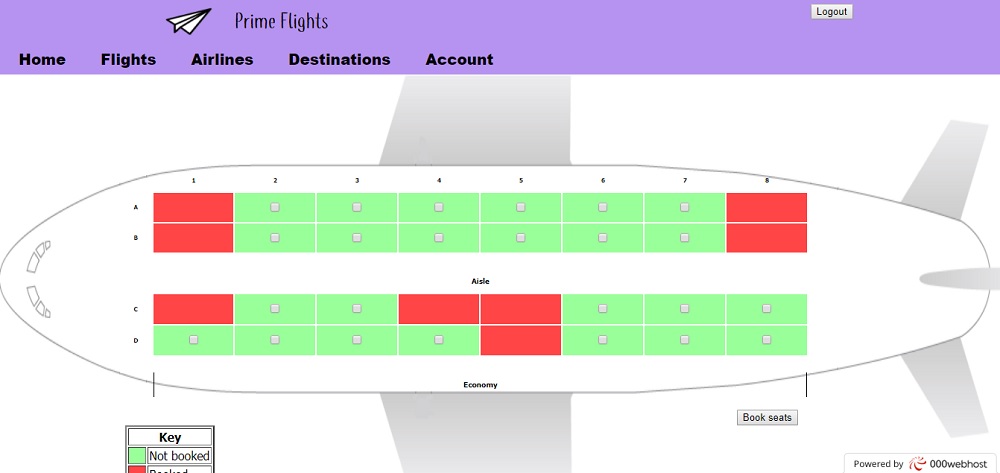 Prime Flights
Logout
Home Flights Airlines Destinations Account
1 2 3 4 5 6 7 8
A
B
Aisle
C
D
Economy
Book seats
Key
Not booked
Booked
Powered by 000webhost